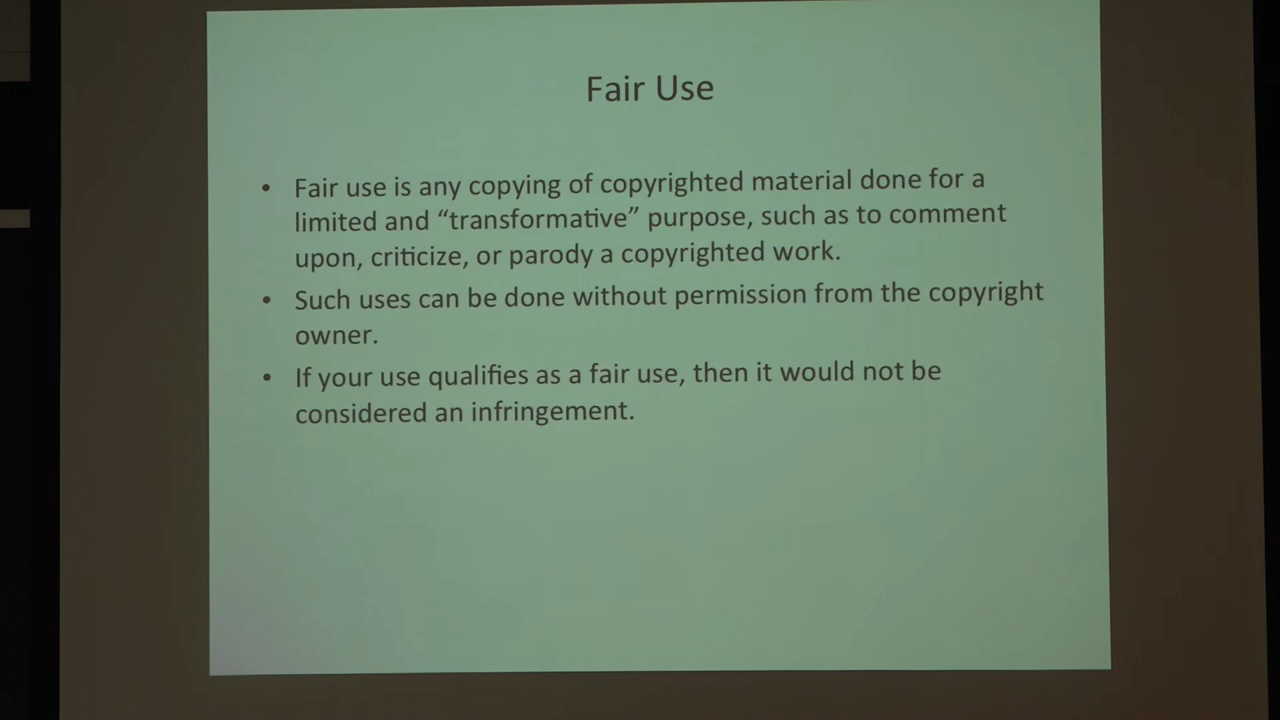 Fair Use
• Fair use is any copying of copyrighted material done for a
limited and “transformative” purpose, such as to comment
upon, criticize, or parody a copyrighted work.
• Such uses can be done without permission from the copyright
owner.
• If your use qualifies as a fair use, then it would not be
considered an infringement.